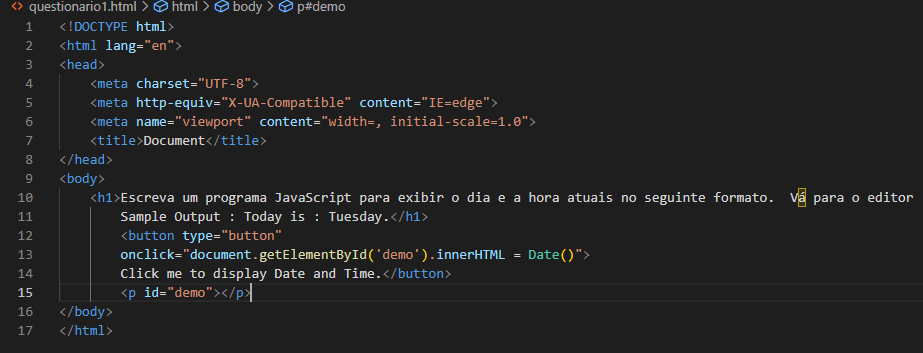 questionario1.html > html > body > p#demo
1 <!DOCTYPE html>
2 <html lang="en">
3 <head>
4 <meta charset="UTF-8">
5 <meta http-equiv="X-UA-Compatible" content="IE=edge">
6 <meta name="viewport" content="width=, initial-scale=1.0">
7 <title>Document</title>
8 </head>
9 <body>
10 <h1>Escreva um programa JavaScript para exibir o dia e a hora atuais no seguinte formato.  Vá para o editor
11 Sample Output : Today is : Tuesday.</h1>
12 <button type="button"
13 onclick="document.getElementById('demo').innerHTML = Date()">
14 Click me to display Date and Time.</button>
15 <p id="demo"></p>
16 </body>
17 </html>